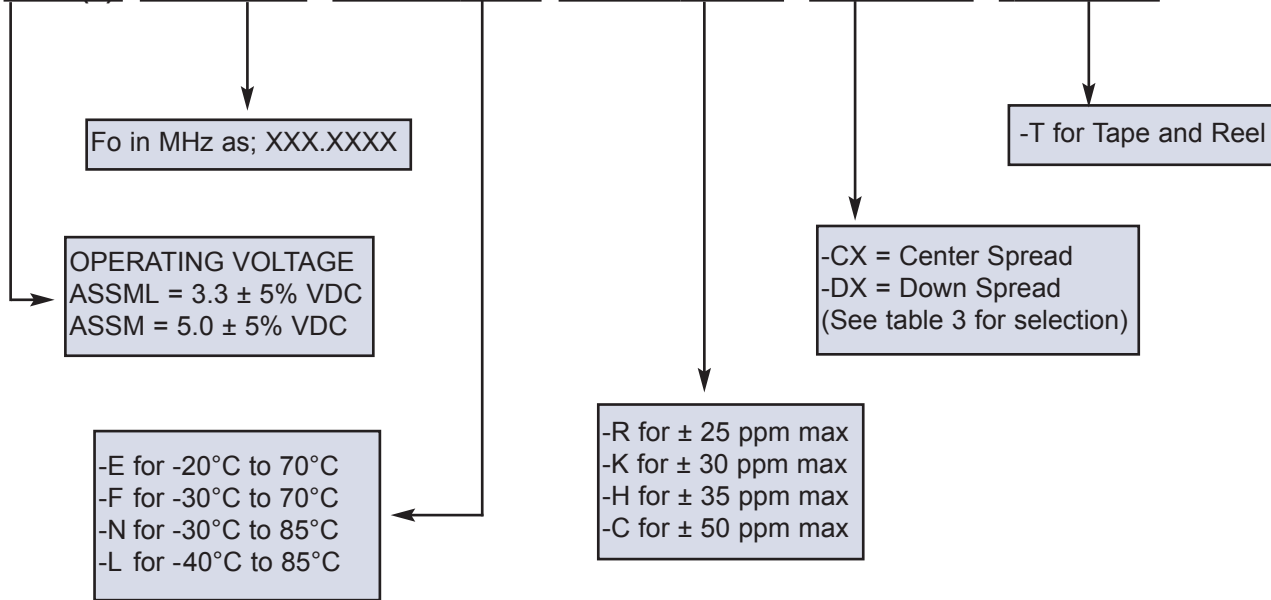 Fo in MHz as; XXX.XXXX
-T for Tape and Reel
OPERATING VOLTAGE
ASSML = 3.3 ± 5% VDC
ASSM = 5.0 ± 5% VDC
-CX = Center Spread
-DX = Down Spread
(See table 3 for selection)
-E for -20°C to 70°C
-F for -30°C to 70°C
-N for -30°C to 85°C
-L for -40°C to 85°C
-R for ± 25 ppm max
-K for ± 30 ppm max
-H for ± 35 ppm max
-C for ± 50 ppm max